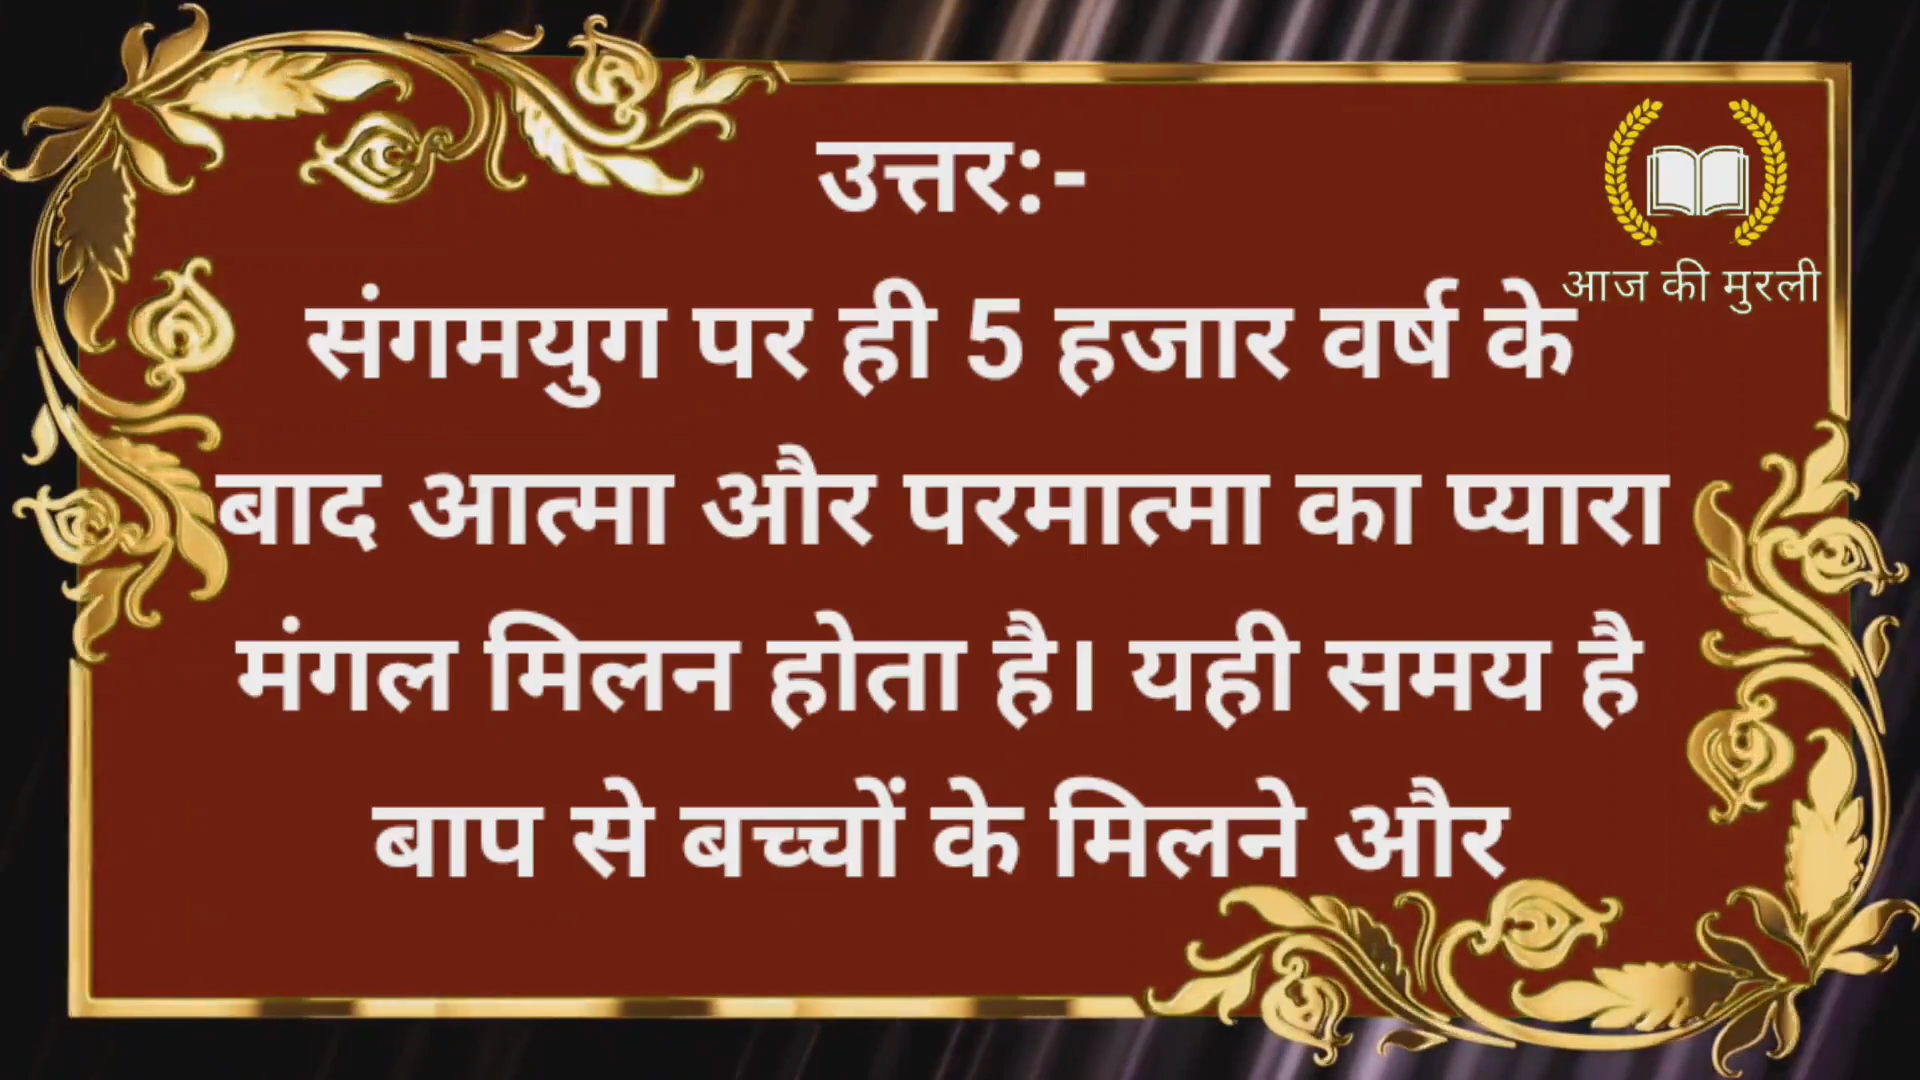 उत्तर:-
आज की मुरली
संगमयुग पर ही 5 हजार वर्ष के
बाद आत्मा और परमात्मा का प्यारा
मंगल मिलन होता है। यही समय है
बाप से बच्चों के मिलने और